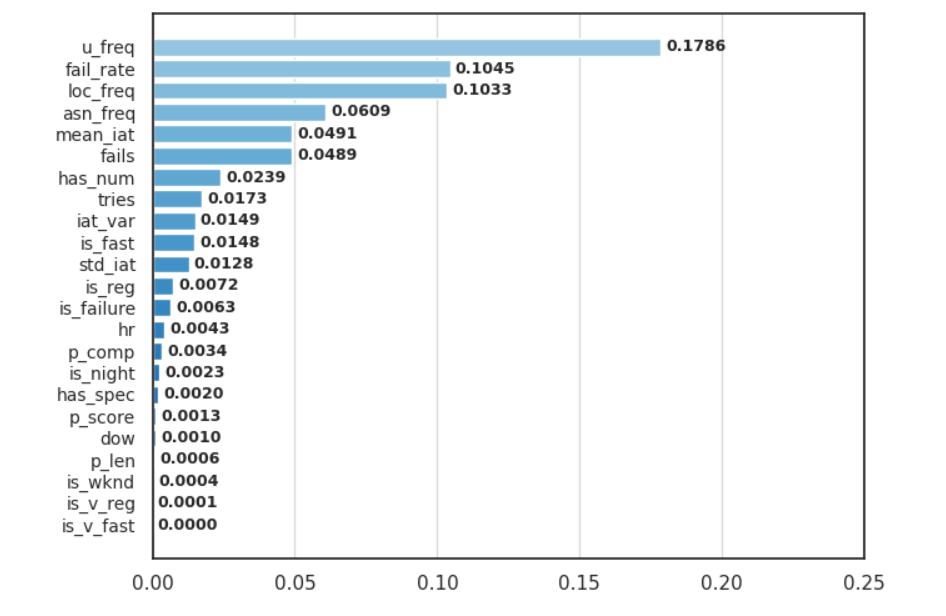 u_freq 0.1786
fail_rate 0.1045
loc_freq 0.1033
asn_freq 0.0609
mean_iat 0.0491
fails 0.0489
has_num 0.0239
tries 0.0173
iat_var 0.0149
is_fast 0.0148
std_iat 0.0128
is_reg 0.0072
is_failure 0.0063
hr 0.0043
p_comp 0.0034
is_night 0.0023
has_spec 0.0020
p_score 0.0013
dow 0.0010
p_len 0.0006
is_wknd 0.0004
is_v_reg 0.0001
is_v_fast 0.0000
0.00 0.05 0.10 0.15 0.20 0.25